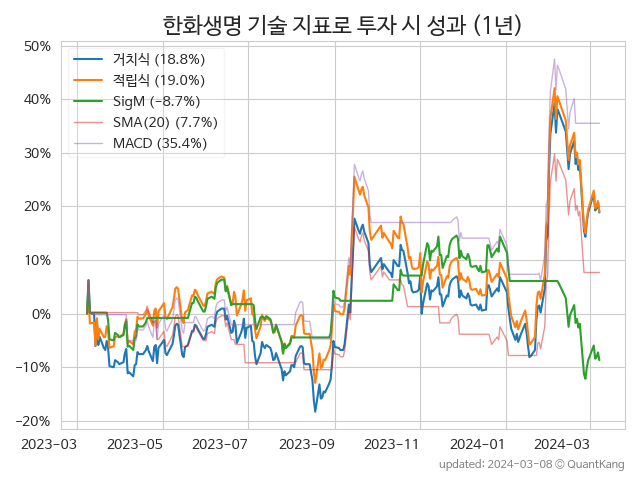 한화생명 기술 지표로 투자 시 성과 (1년)
50%
40%
30%
20%
10%
0%
−10%
−20%
거치식 (18.8%)
적립식 (19.0%)
SigM (−8.7%)
SMA(20) (7.7%)
MACD (35.4%)
2023-03 2023-05 2023-07 2023-09 2023-11 2024-01 2024-03
updated: 2024-03-08 © QuantKang